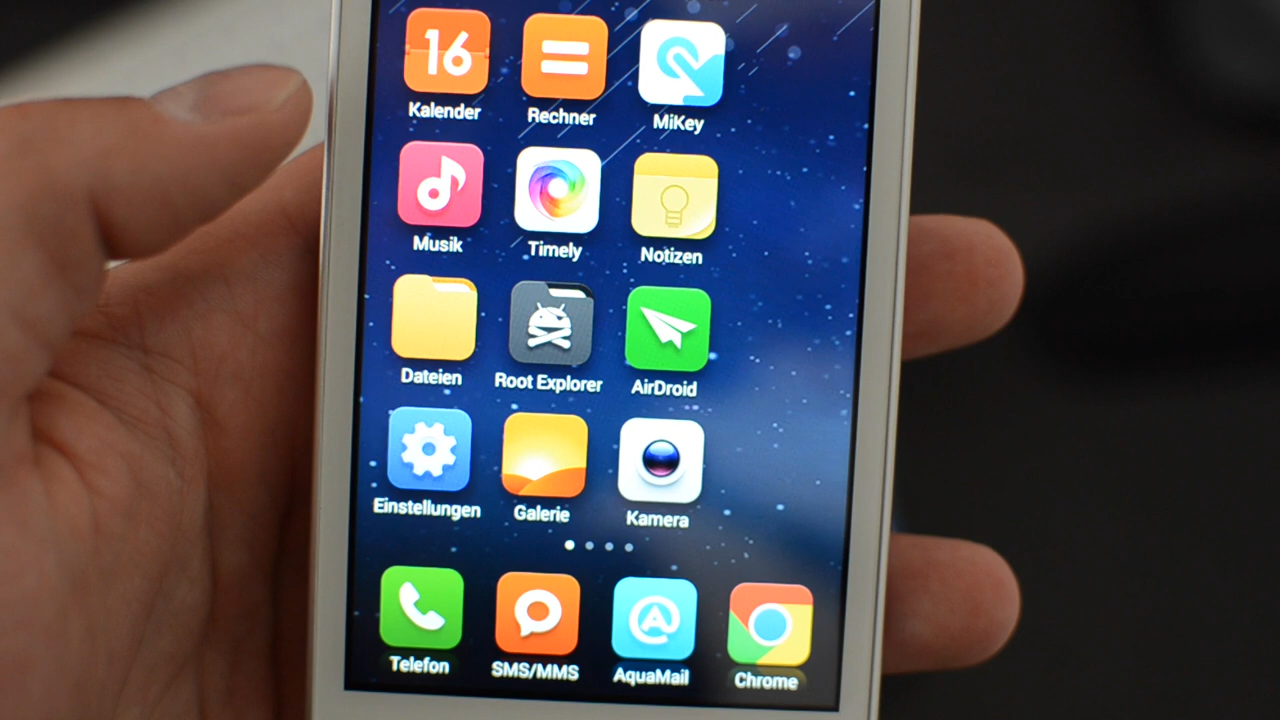 16
Kalender Rechner MiKey
Musik Timely Notizen
Dateien Root Explorer AirDroid
Einstellungen Galerie Kamera
Telefon SMS/MMS AquaMail Chrome